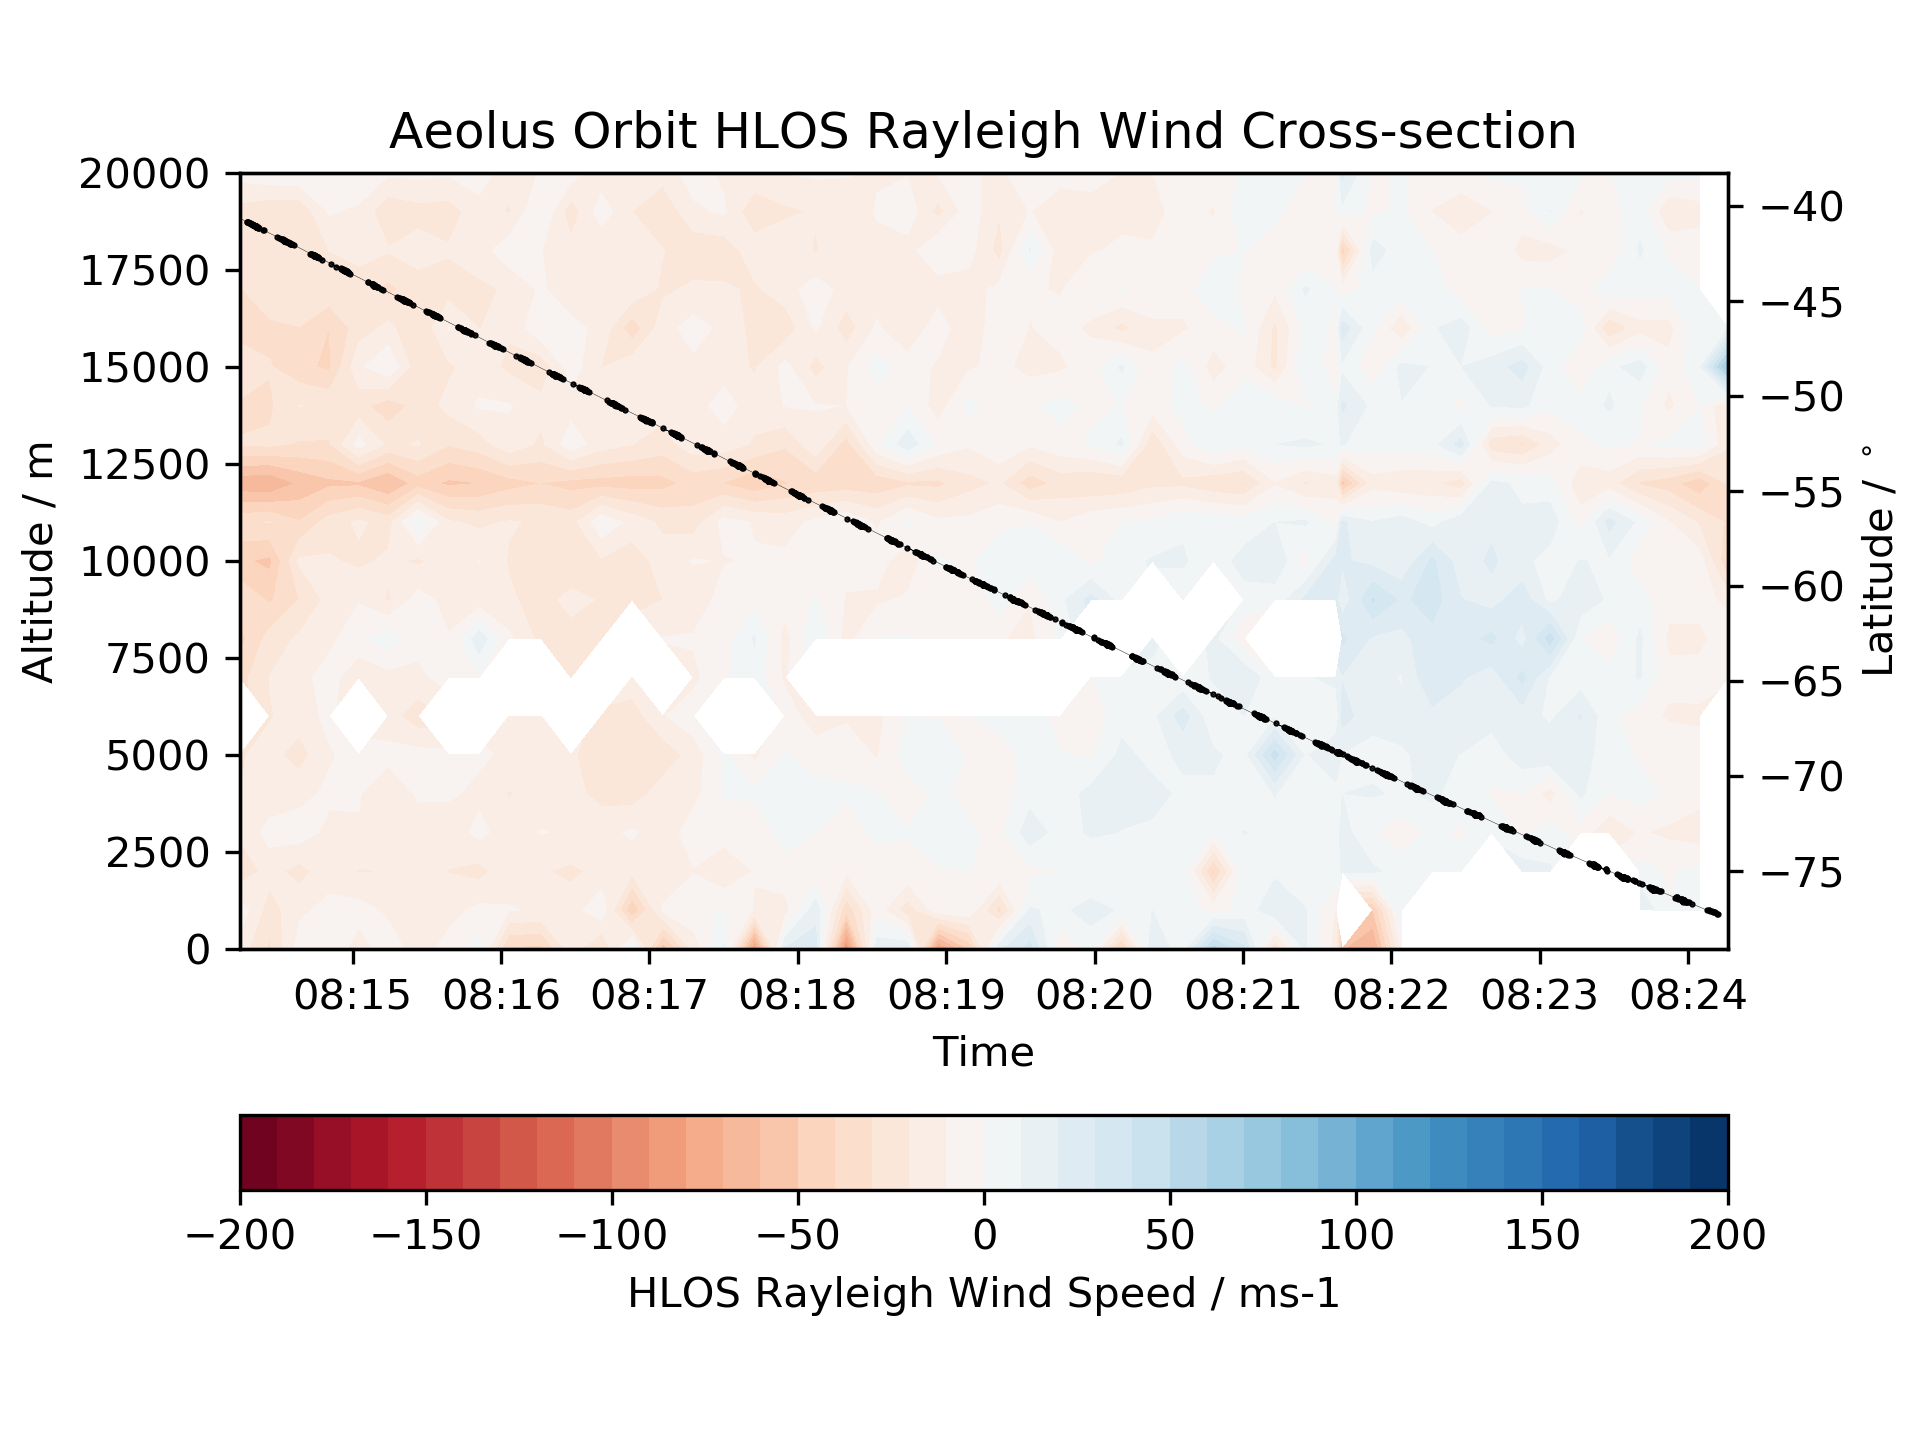 Aeolus Orbit HLOS Rayleigh Wind Cross-section
20000
17500
15000
12500
10000
7500
5000
2500
0
Altitude / m
−40
−45
−50
−55
−60
−65
−70
−75
Latitude / °
08:15 08:16 08:17 08:18 08:19 08:20 08:21 08:22 08:23 08:24
Time
−200 −150 −100 −50 0 50 100 150 200
HLOS Rayleigh Wind Speed / ms-1